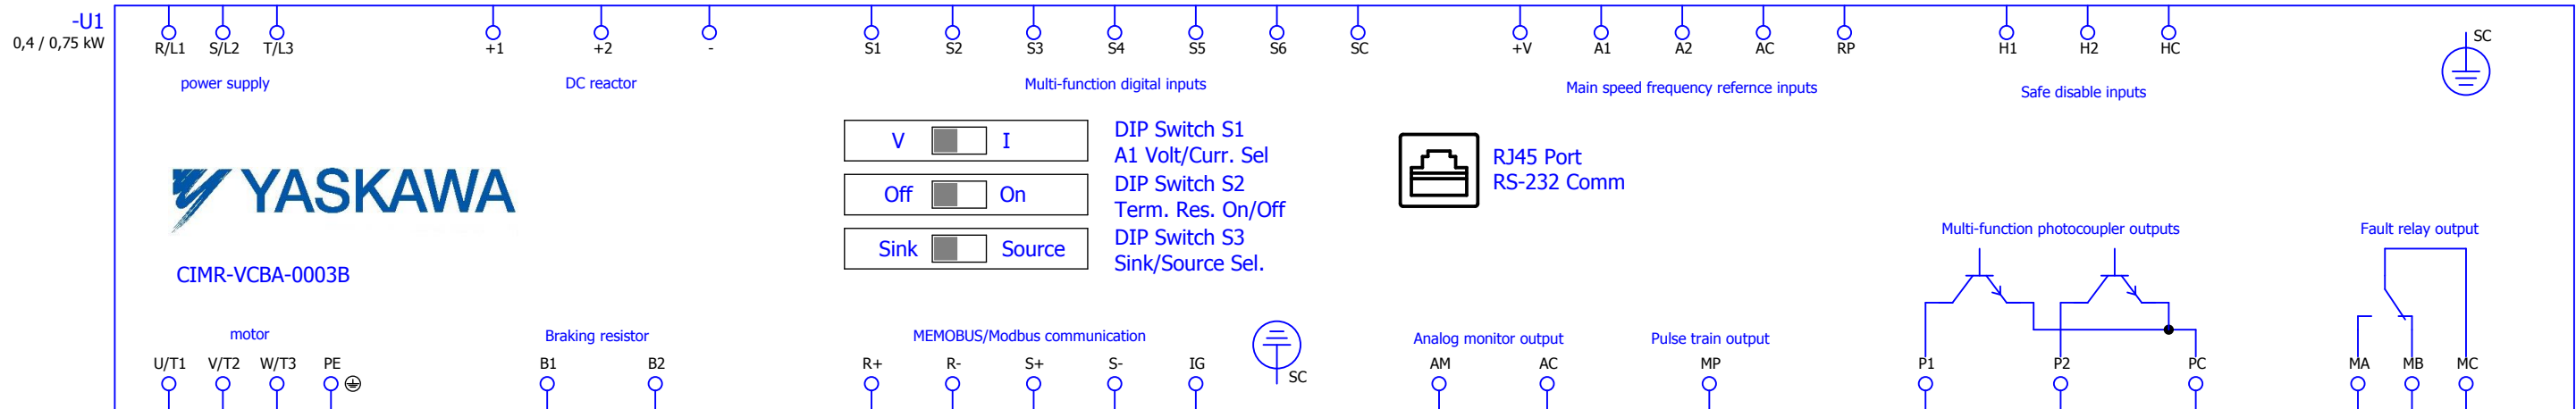 -U1
0,4 / 0,75 kW
R/L1 S/L2 T/L3 +1 +2 - S1 S2 S3 S4 S5 S6 SC +V A1 A2 AC RP H1 H2 HC SC
power supply DC reactor Multi-function digital inputs Main speed frequency refernce inputs Safe disable inputs
V I DIP Switch S1
A1 Volt/Curr. Sel
Off On DIP Switch S2
Term. Res. On/Off
Sink Source DIP Switch S3
Sink/Source Sel.
RJ45 Port
RS-232 Comm
YASKAWA
CIMR-VCBA-0003B
Multi-function photocoupler outputs Fault relay output
motor Braking resistor MEMOBUS/Modbus communication Analog monitor output Pulse train output
U/T1 V/T2 W/T3 PE B1 B2 R+ R- S+ S- IG SC AM AC MP P1 P2 PC MA MB MC